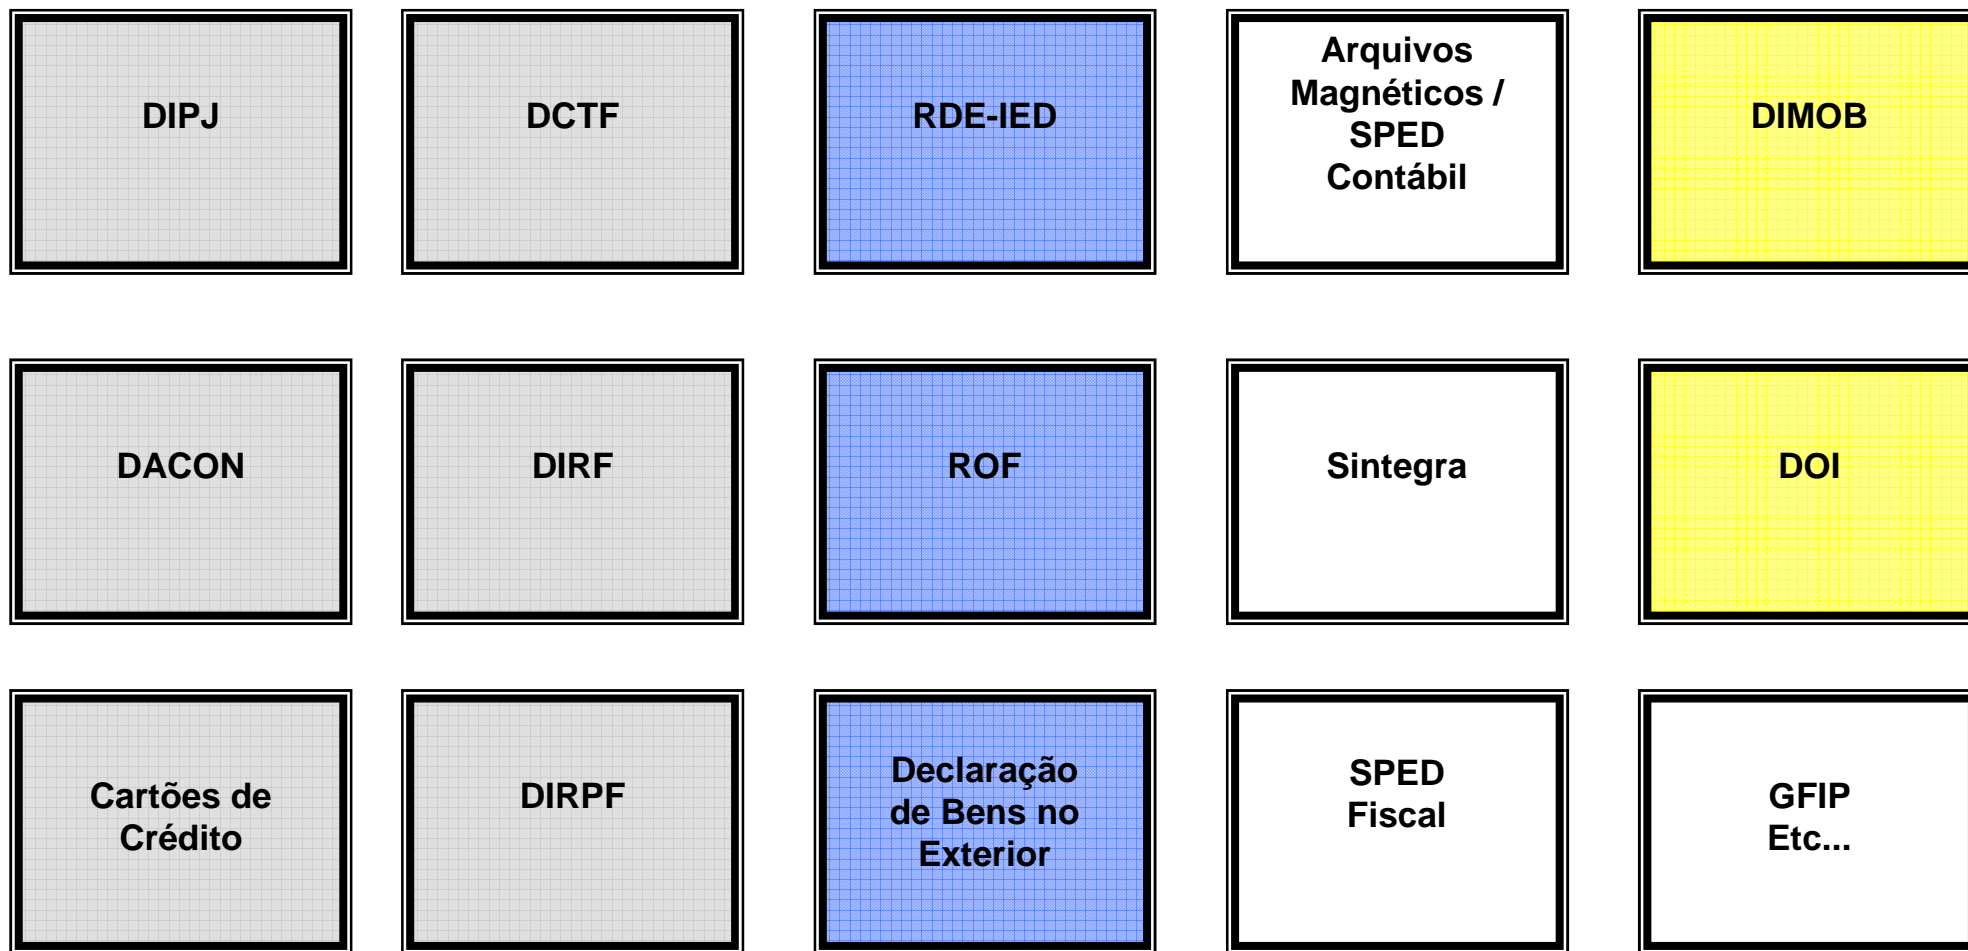 DIPJ
DCTF
RDE-IED
Arquivos
Magnéticos /
SPED
Contábil
DIMOB
DACON
DIRF
ROF
Sintegra
DOI
Cartões de
Crédito
DIRPF
Declaração
de Bens no
Exterior
SPED
Fiscal
GFIP
Etc...